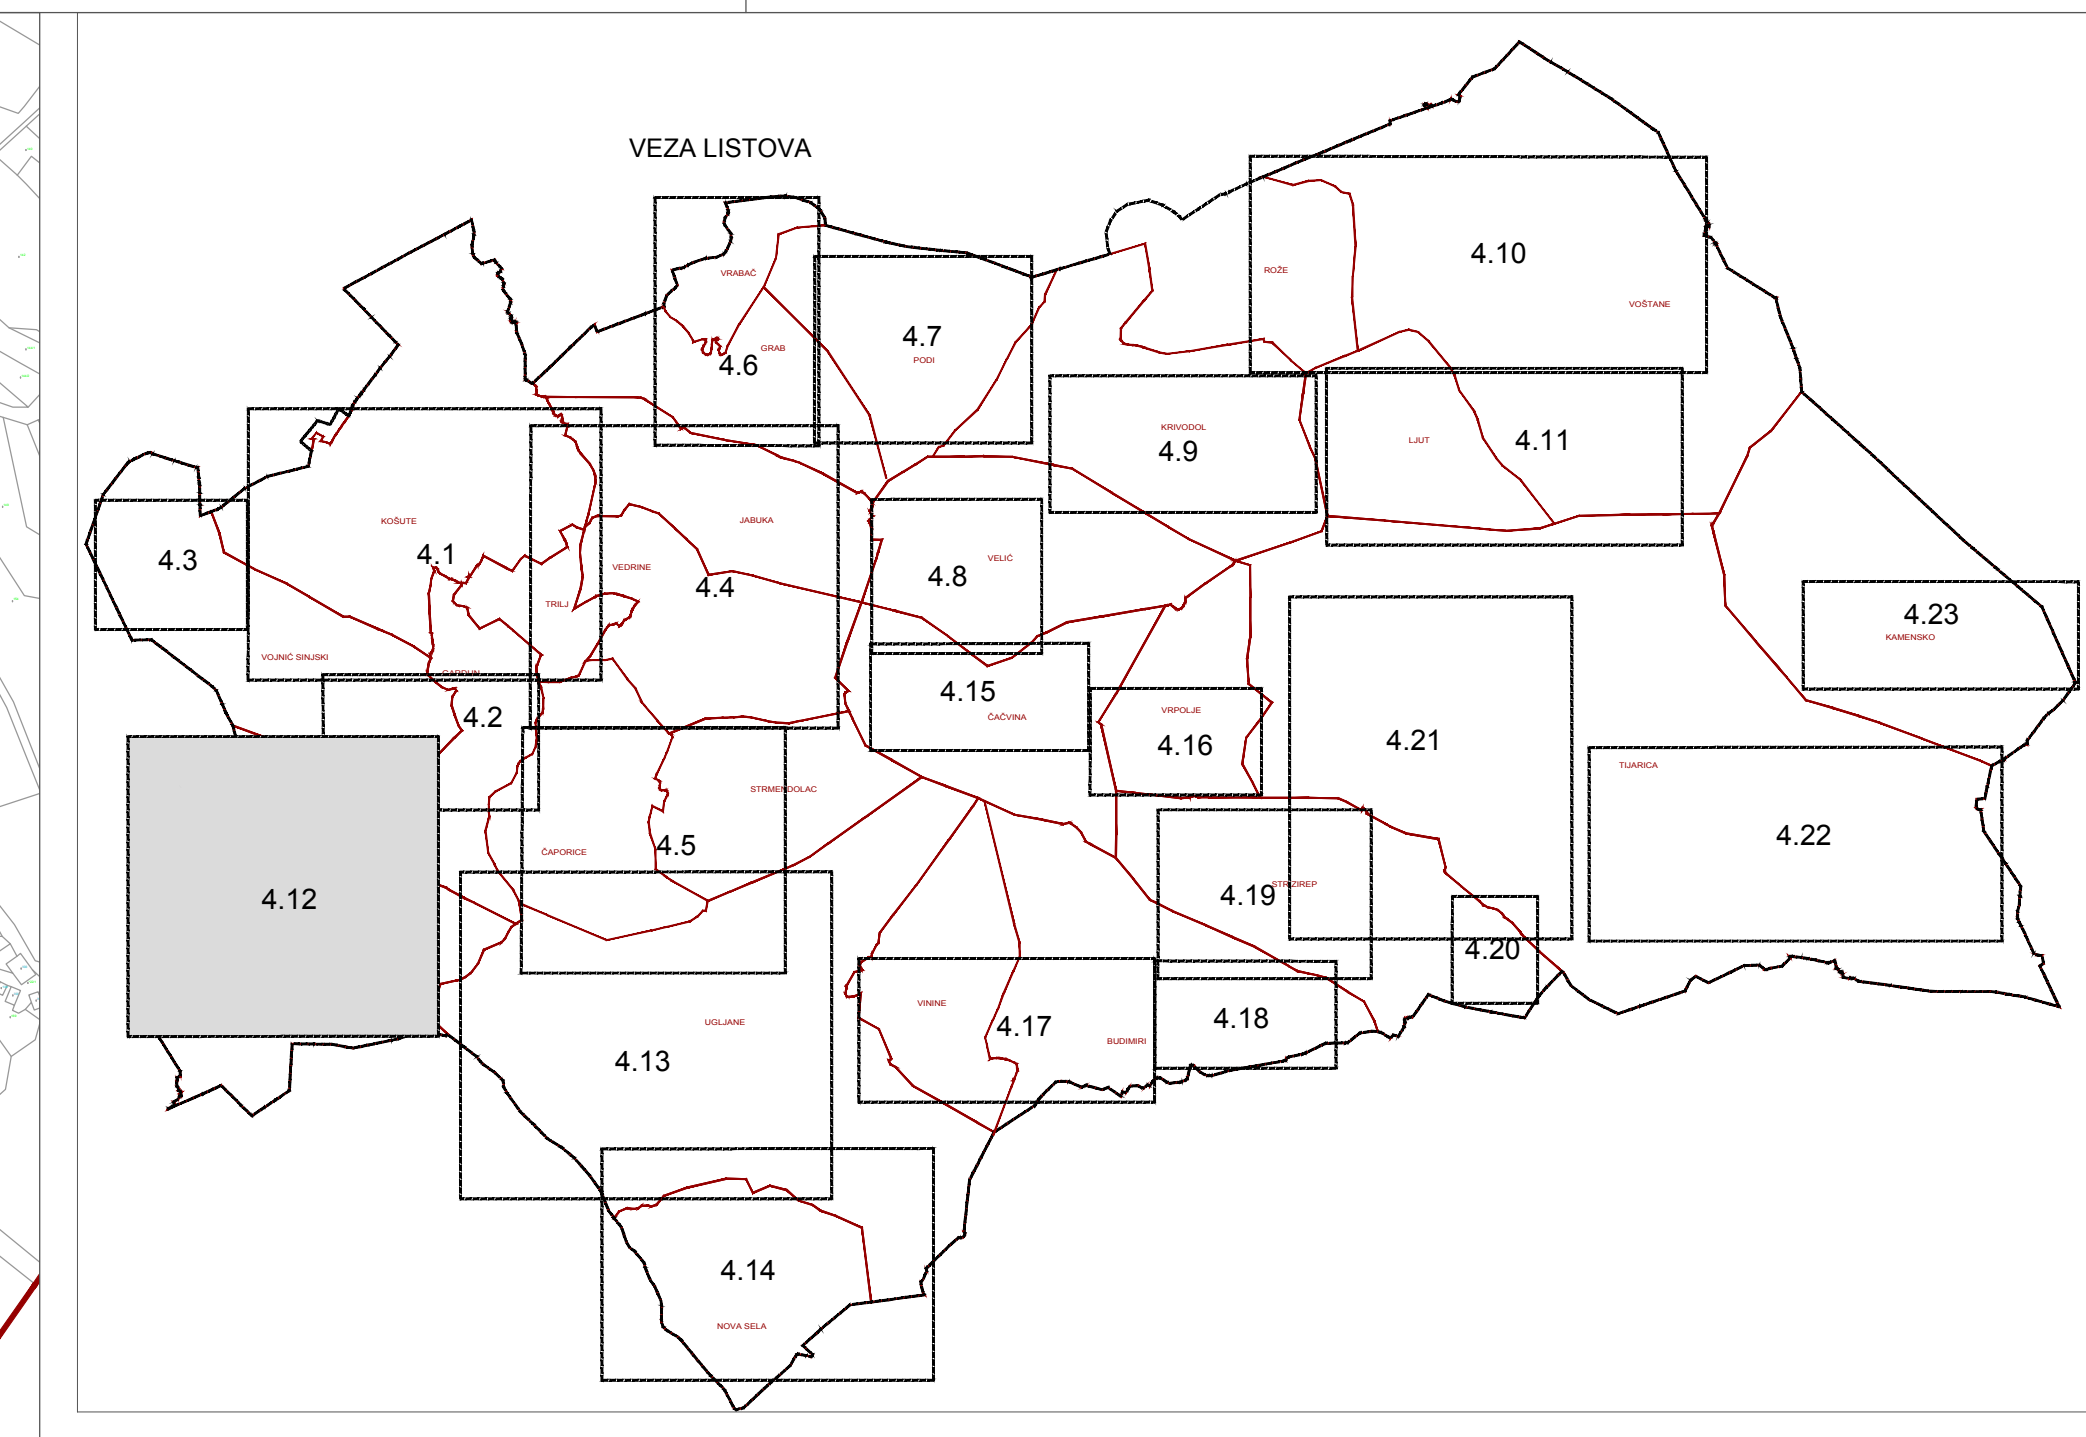 VEZA LISTOVA
4.10
VRABAČ
ROŽE
VOŠTANE
4.7
GRAB
PODI
4.6
KRIVODOL
4.9
LJUT
4.11
KOŠUTE
JABUKA
4.1
4.3
VEDRINE
4.4
VELIĆ
4.8
TRILJ
4.23
KAMENSKO
VOJNIĆ SINJSKI
GARDUN
4.2
4.15
ČAČVINA
VRPOLJE
4.16
4.21
TIJARICA
STRMENDOLAC
4.22
ČAPORICE
4.5
4.12
4.19
STRIZIREP
4.20
VININE
UGLJANE
4.17
4.18
BUDIMIRI
4.13
4.14
NOVA SELA